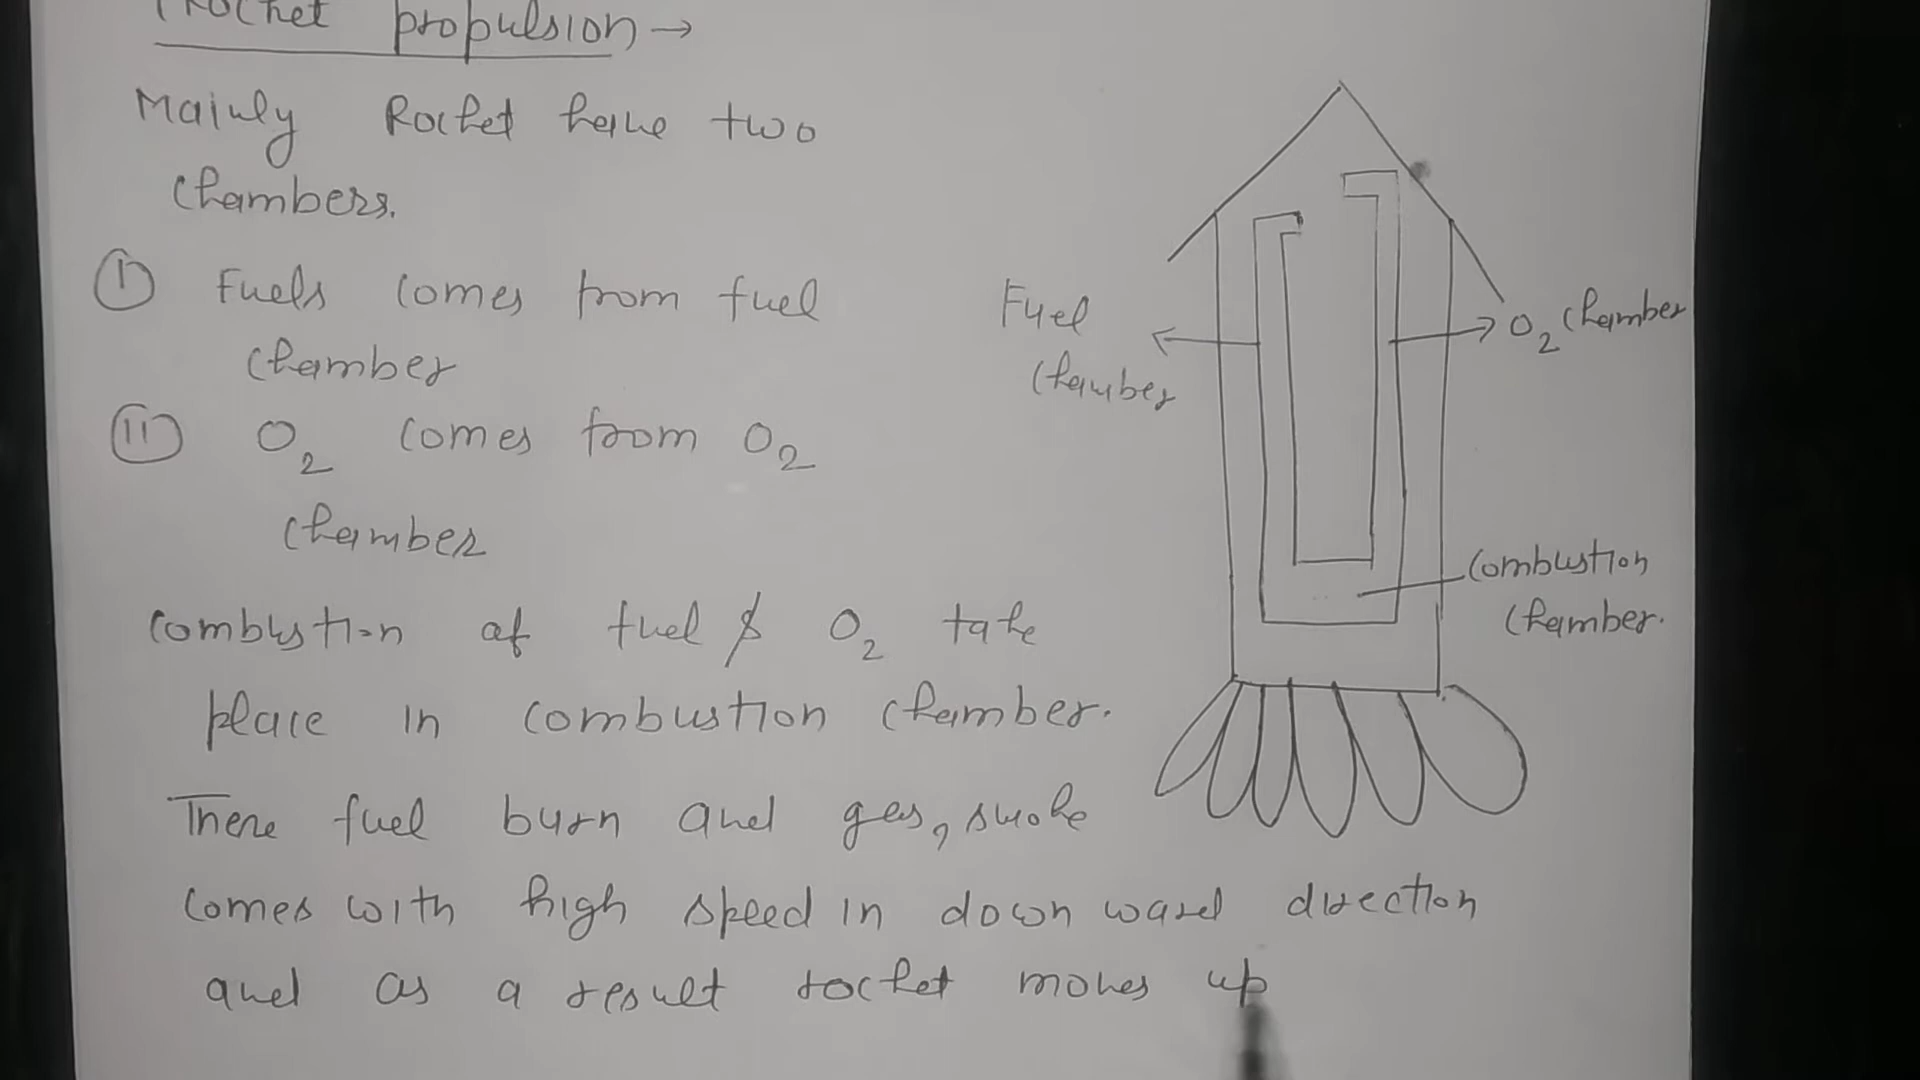 Rocket propulsion →
Mainly Rocket have two
chambers.
(I) Fuels comes from fuel
chamber
(II) O2 comes from O2
chamber
combustion of fuel & O2 take
place in combustion chamber.
There fuel burn and gas, smoke
comes with high speed in down ward direction
and as a result rocket moves up
Fuel
chamber
O2 chamber
combustion
chamber.